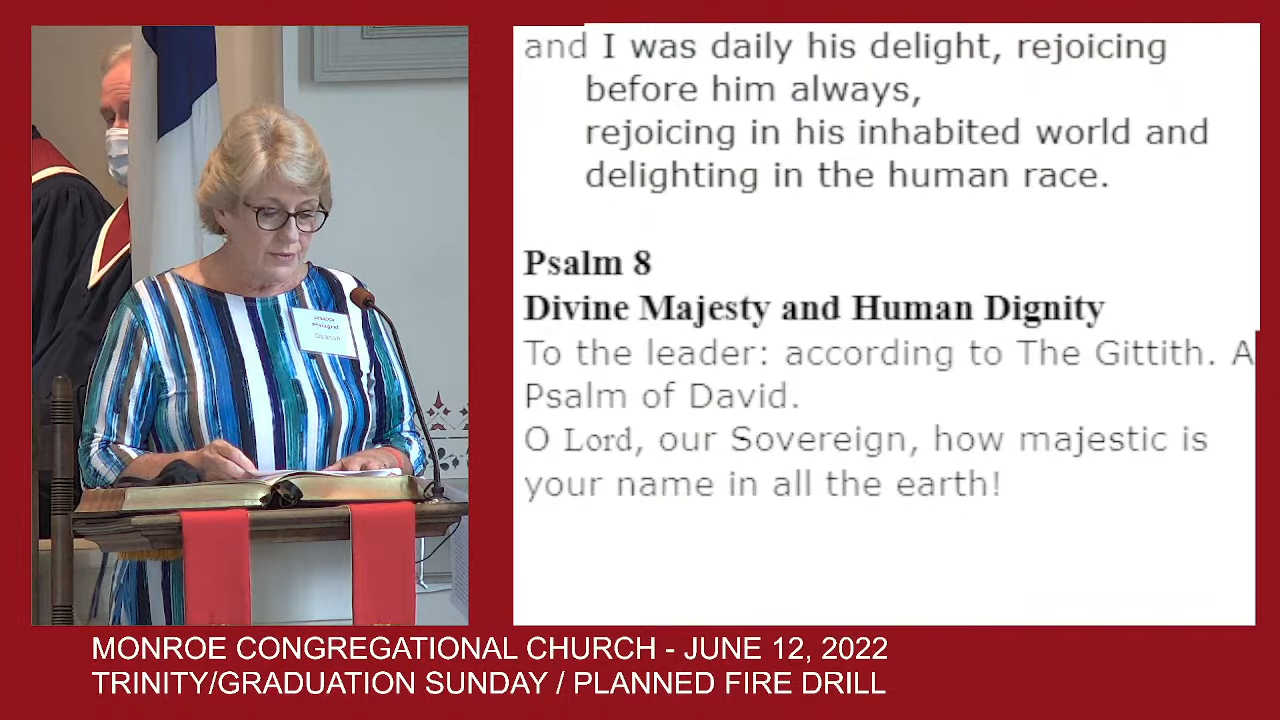 and I was daily his delight, rejoicing
before him always,
rejoicing in his inhabited world and
delighting in the human race.
Psalm 8
Divine Majesty and Human Dignity
To the leader: according to The Gittith. A
Psalm of David.
O Lord, our Sovereign, how majestic is
your name in all the earth!
Jessica
Deacon
MONROE CONGREGATIONAL CHURCH - JUNE 12, 2022
TRINITY/GRADUATION SUNDAY / PLANNED FIRE DRILL